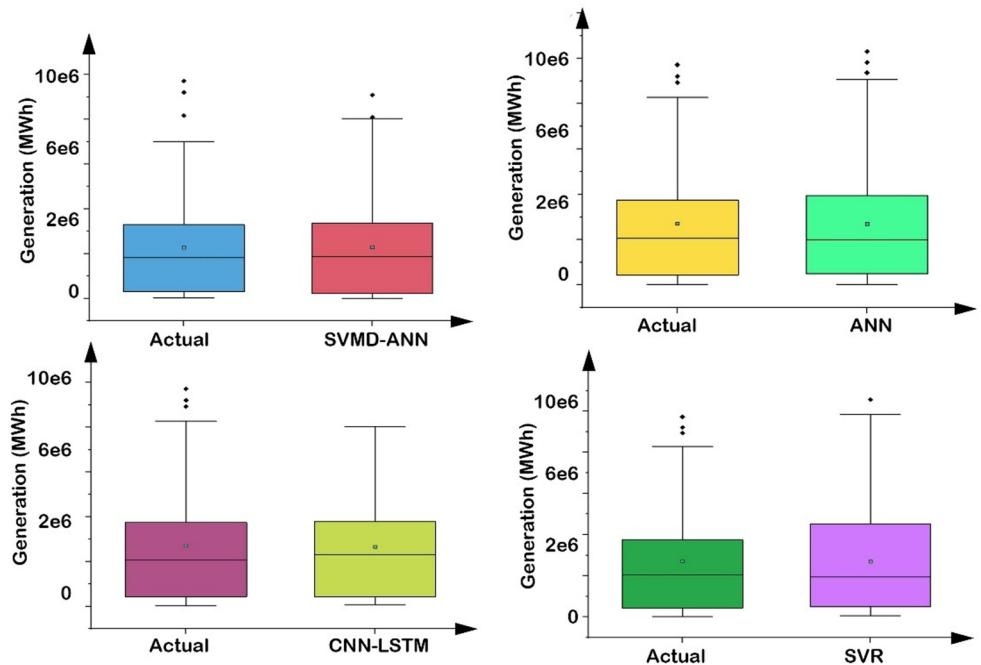 Generation (MWh)
10e6
6e6
2e6
0
Actual
SVMD-ANN
Generation (MWh)
10e6
6e6
2e6
0
Actual
ANN
Generation (MWh)
10e6
6e6
2e6
0
Actual
CNN-LSTM
Generation (MWh)
10e6
6e6
2e6
0
Actual
SVR